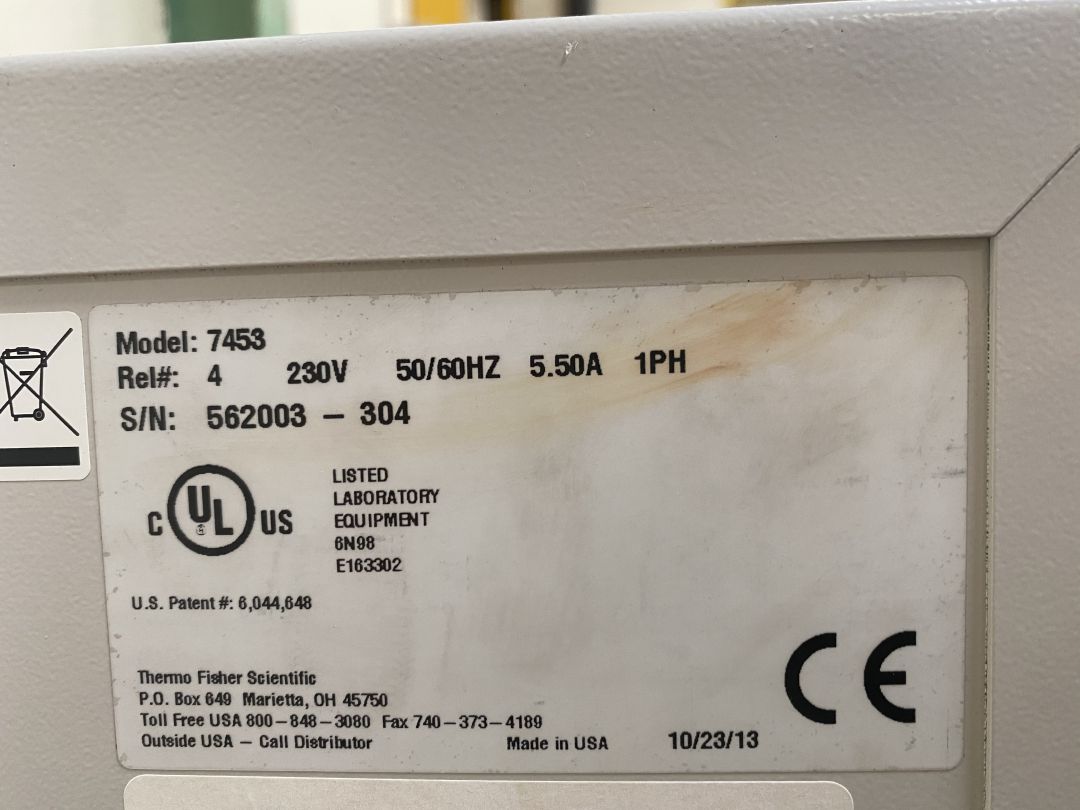 Model: 7453
Rel#: 4 230V 50/60HZ 5.50A 1PH
S/N: 562003 – 304
C UL US
LISTED
LABORATORY
EQUIPMENT
6N98
E163302
U.S. Patent #: 6,044,648
CE
Thermo Fisher Scientific
P.O. Box 649 Marietta, OH 45750
Toll Free USA 800–848–3080 Fax 740–373–4189
Outside USA – Call Distributor Made in USA 10/23/13